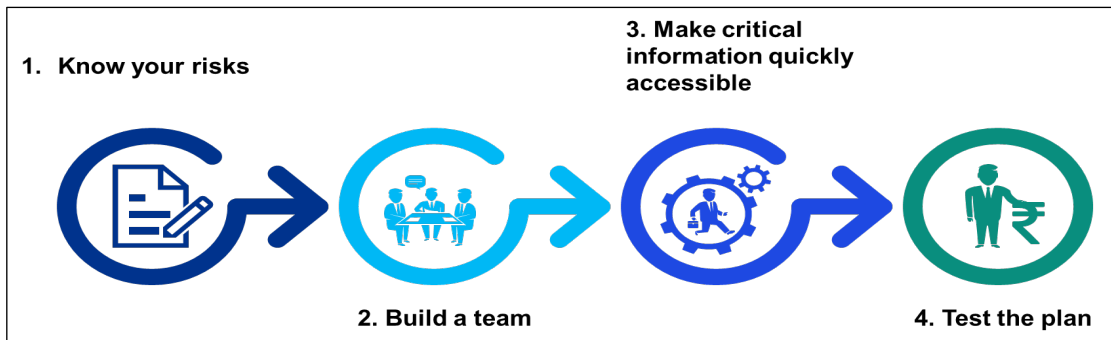 1. Know your risks
2. Build a team
3. Make critical
information quickly
accessible
4. Test the plan